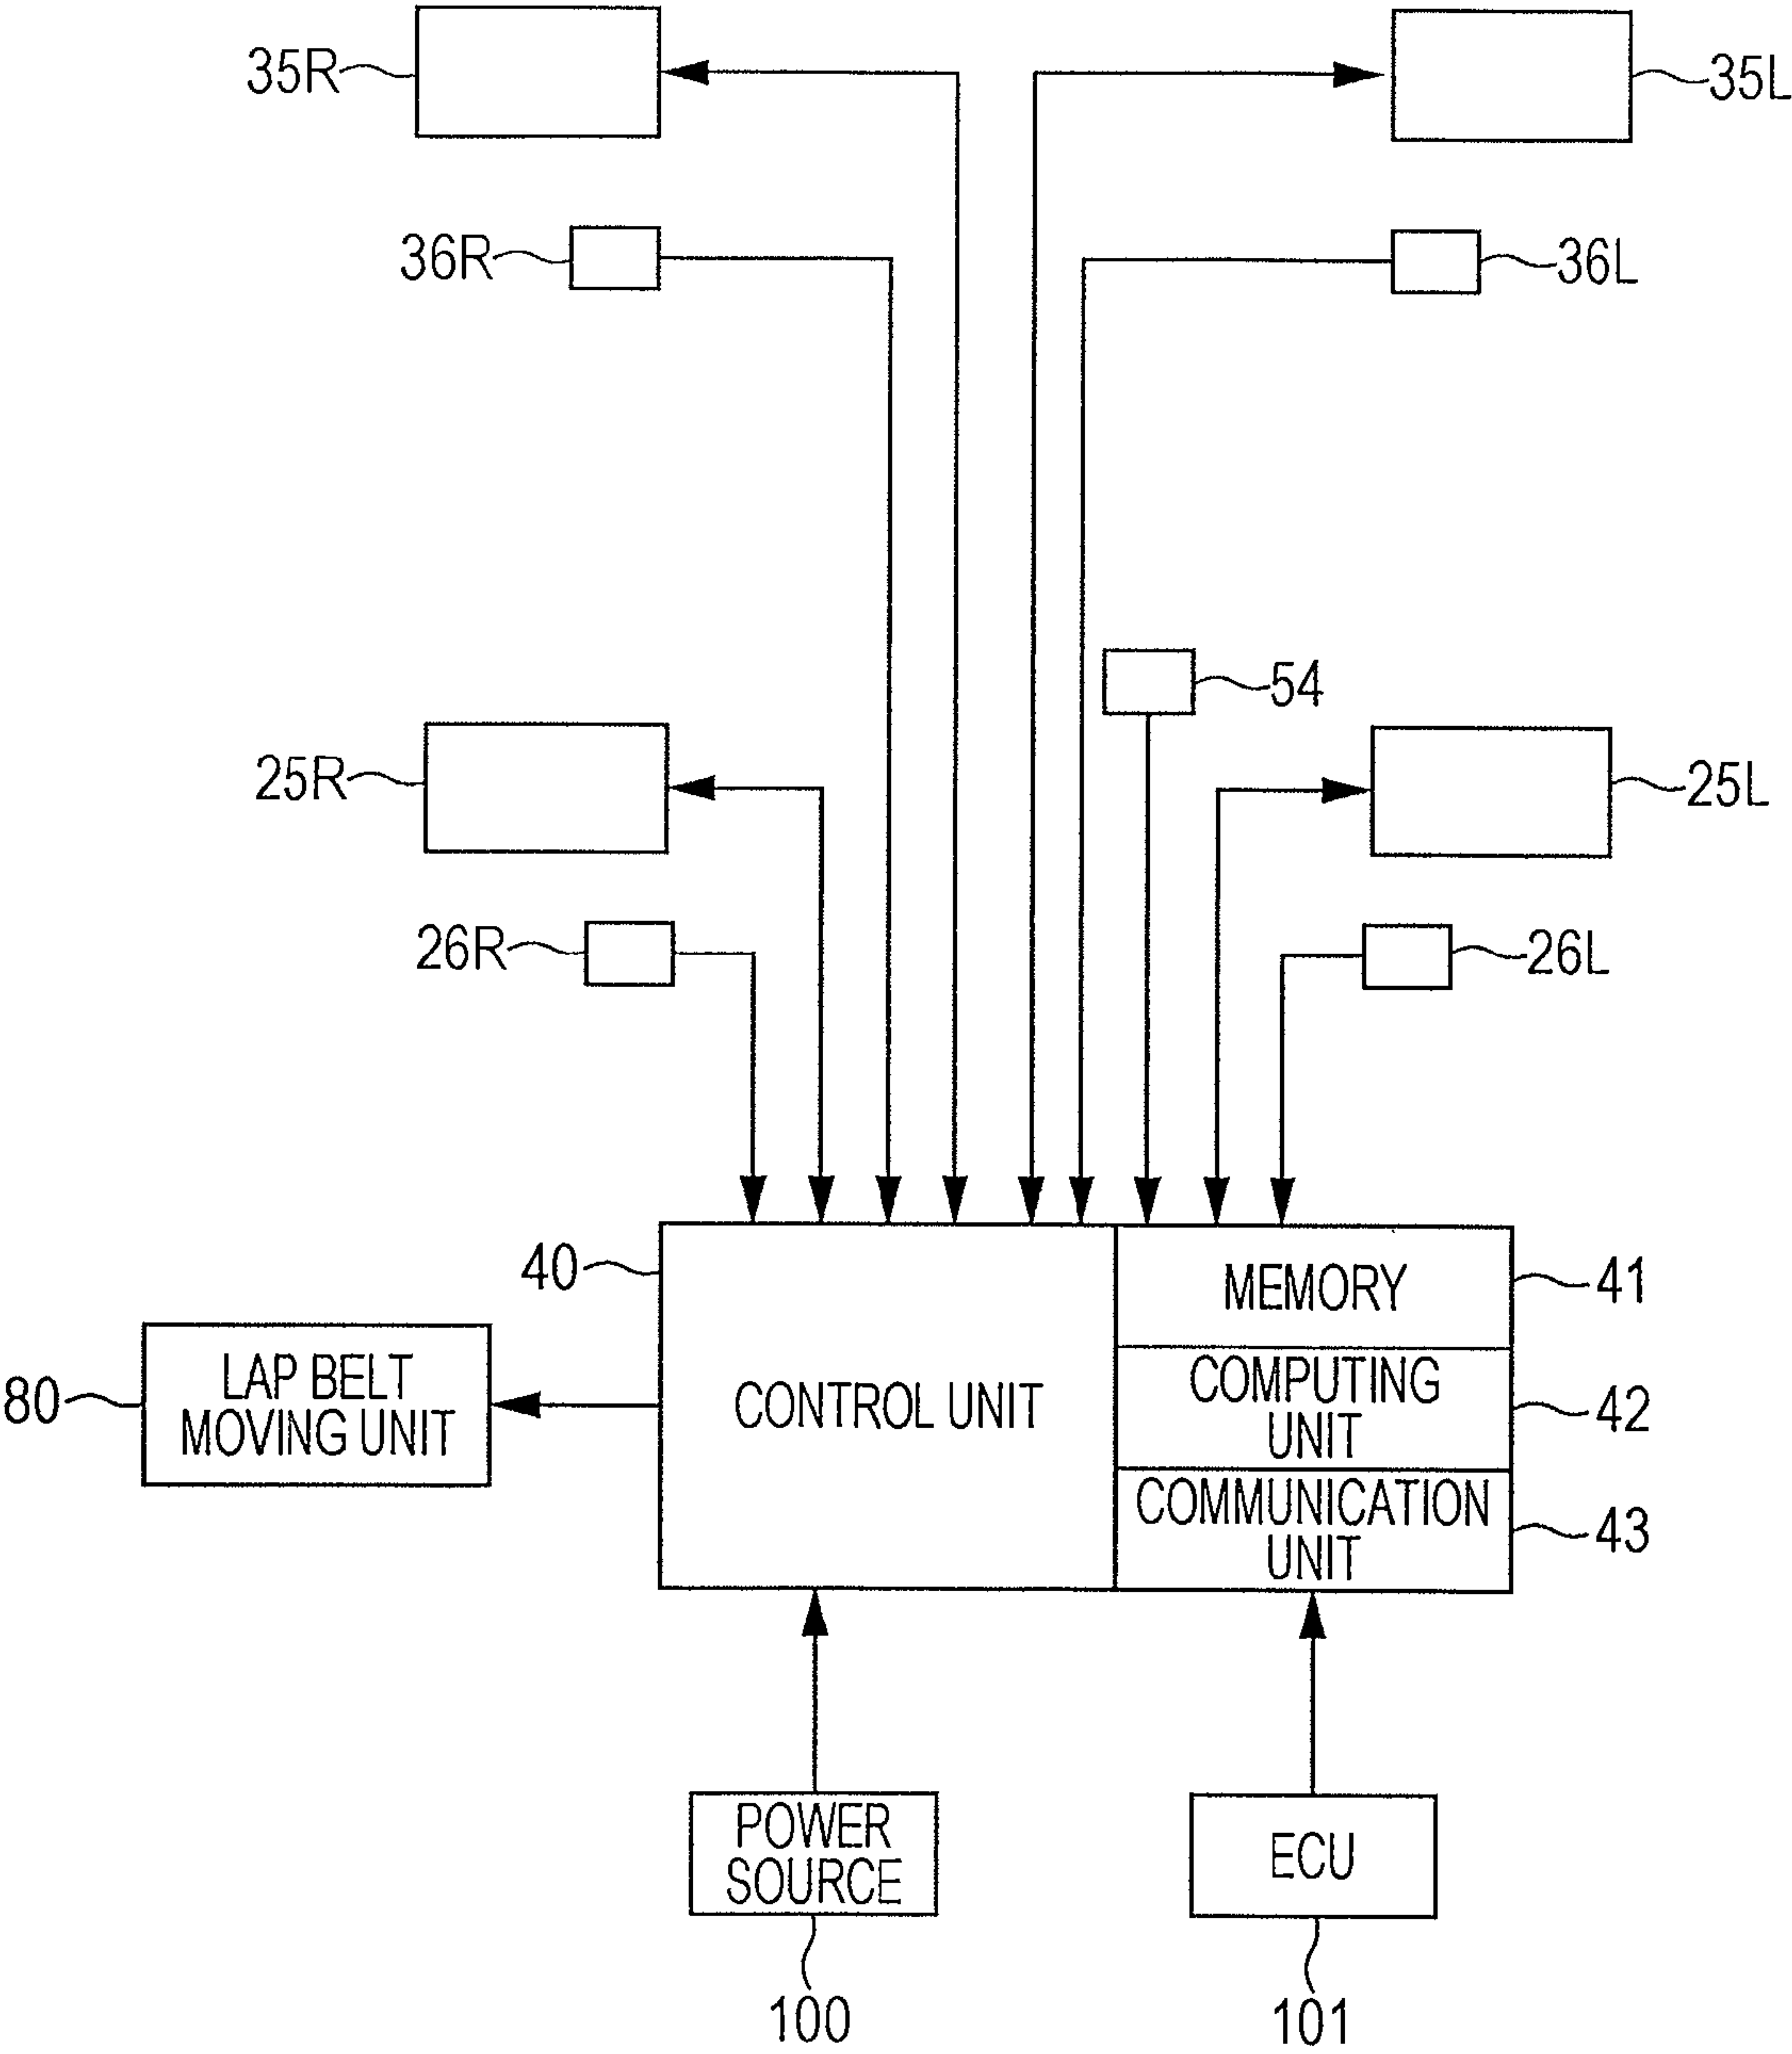 35R
35L
36R
36L
54
25R
25L
26R
26L
40
MEMORY
41
LAP BELT
MOVING UNIT
80
CONTROL UNIT
COMPUTING
UNIT
42
COMMUNICATION
UNIT
43
POWER
SOURCE
ECU
100
101